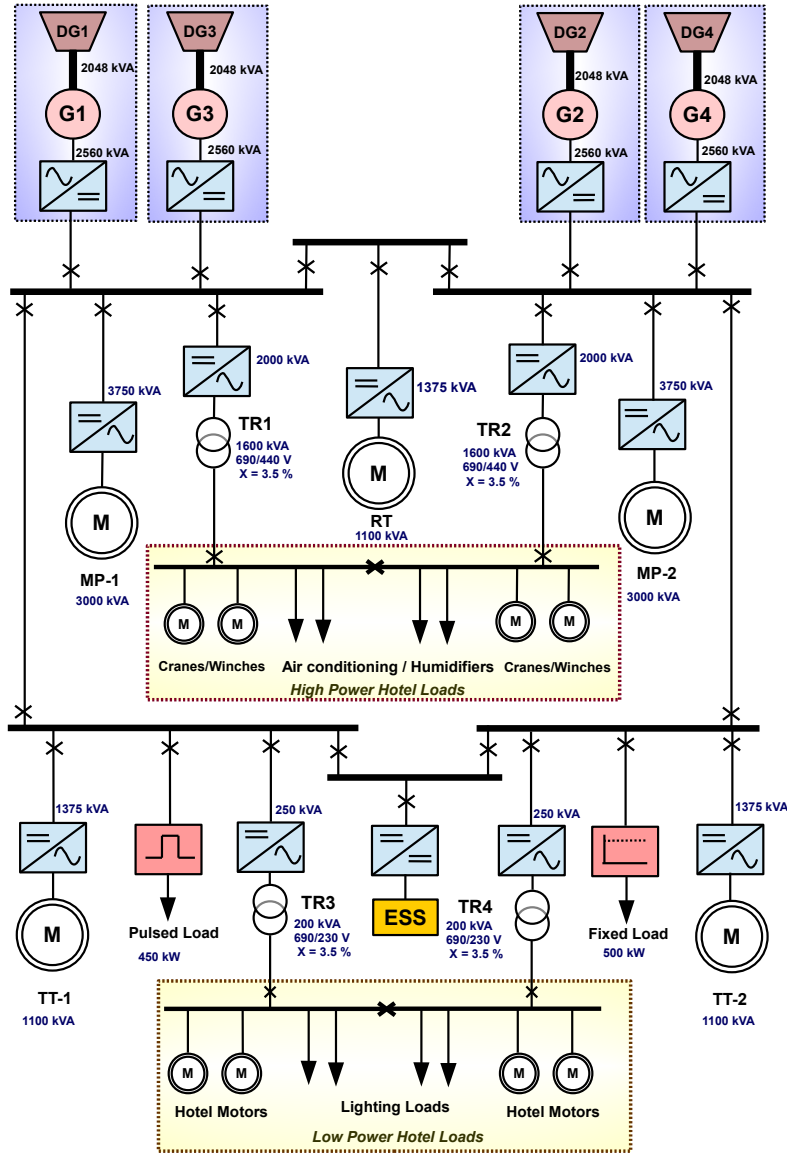 DG1
DG3
DG2
DG4
2048 kVA
2048 kVA
2048 kVA
2048 kVA
G1
G3
G2
G4
2560 kVA
2560 kVA
2560 kVA
2560 kVA
2000 kVA
2000 kVA
3750 kVA
1375 kVA
3750 kVA
TR1
1600 kVA
690/440 V
X = 3.5 %
TR2
1600 kVA
690/440 V
X = 3.5 %
M
RT
1100 kVA
M
MP-1
3000 kVA
M
MP-2
3000 kVA
M
M
M
M
Cranes/Winches
Air conditioning / Humidifiers
Cranes/Winches
High Power Hotel Loads
1375 kVA
250 kVA
250 kVA
1375 kVA
M
TT-1
1100 kVA
Pulsed Load
450 kW
TR3
200 kVA
690/230 V
X = 3.5 %
ESS
TR4
200 kVA
690/230 V
X = 3.5 %
Fixed Load
500 kW
M
TT-2
1100 kVA
M
M
M
M
Hotel Motors
Lighting Loads
Hotel Motors
Low Power Hotel Loads